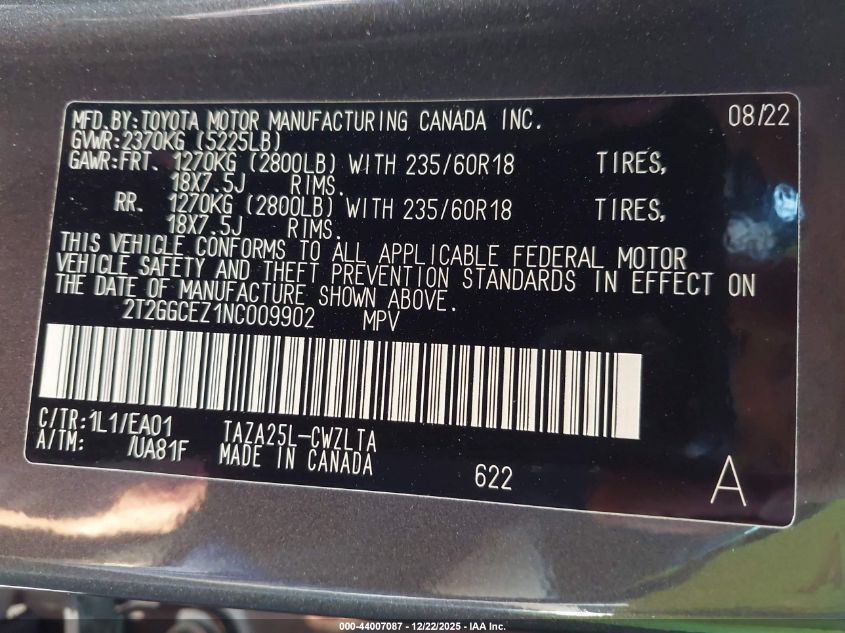 MFD.BY:TOYOTA MOTOR MANUFACTURING CANADA INC. 08/22
GVWR:2370KG (5225LB)
GAWR:FRT. 1270KG (2800LB) WITH 235/60R18 TIRES,
18X7.5J RIMS.
RR. 1270KG (2800LB) WITH 235/60R18 TIRES,
18X7.5J RIMS.
THIS VEHICLE CONFORMS TO ALL APPLICABLE FEDERAL MOTOR
VEHICLE SAFETY AND THEFT PREVENTION STANDARDS IN EFFECT ON
THE DATE OF MANUFACTURE SHOWN ABOVE.
2T2GGCEZ1NC009902 MPV
C/TR:1L1/EA01 TAZA25L-CWZLTA
A/TM: /UA81F MADE IN CANADA
622 A
000-44007087 - 12/22/2025 - IAA Inc.